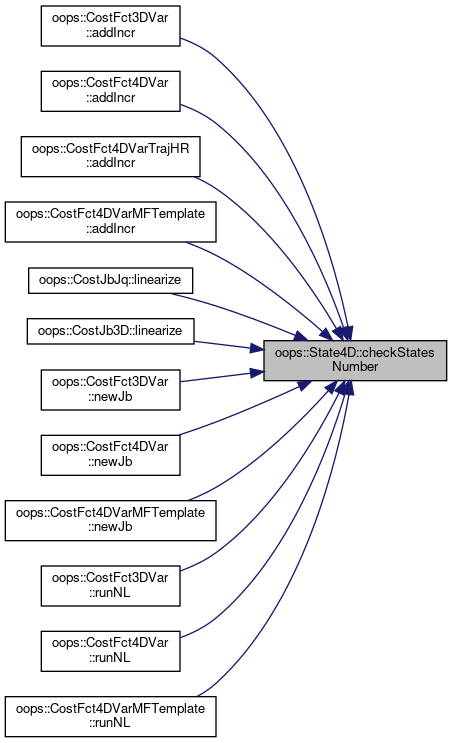 oops::CostFct3DVar
::addIncr
oops::CostFct4DVar
::addIncr
oops::CostFct4DVarTrajHR
::addIncr
oops::CostFct4DVarMFTemplate
::addIncr
oops::CostJbJq::linearize
oops::CostJb3D::linearize
oops::State4D::checkStates
Number
oops::CostFct3DVar
::newJb
oops::CostFct4DVar
::newJb
oops::CostFct4DVarMFTemplate
::newJb
oops::CostFct3DVar
::runNL
oops::CostFct4DVar
::runNL
oops::CostFct4DVarMFTemplate
::runNL